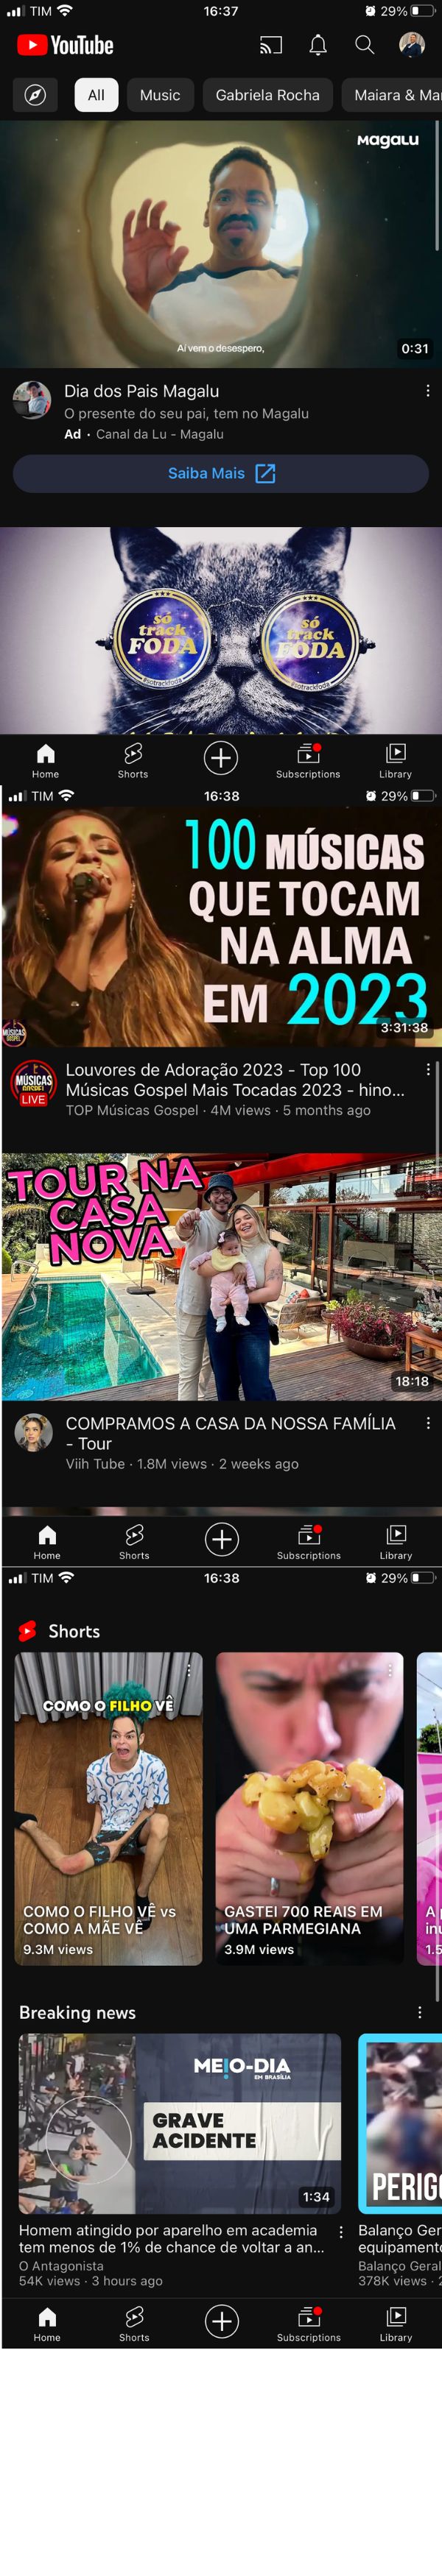 TIM 16:37 29%
YouTube
All Music Gabriela Rocha Maiara & Ma
Magalu
Aí vem o desespero,
0:31
Dia dos Pais Magalu
O presente do seu pai, tem no Magalu
Ad · Canal da Lu - Magalu
Saiba Mais
só track FODA
#sotrackfoda
só track FODA
#sotrackfoda
Home Shorts Subscriptions Library
TIM 16:38 29%
100 MÚSICAS
QUE TOCAM
NA ALMA
EM 2023
MÚSICAS GOSPEL
3:31:38
MÚSICAS GOSPEL
LIVE
Louvores de Adoração 2023 - Top 100
Músicas Gospel Mais Tocadas 2023 - hino...
TOP Músicas Gospel · 4M views · 5 months ago
TOUR NA
CASA
NOVA
18:18
COMPRAMOS A CASA DA NOSSA FAMÍLIA
- Tour
Viih Tube · 1.8M views · 2 weeks ago
Home Shorts Subscriptions Library
TIM 16:38 29%
Shorts
COMO O FILHO VÊ
COMO O FILHO VÊ vs
COMO A MÃE VÊ
9.3M views
GASTEI 700 REAIS EM
UMA PARMEGIANA
3.9M views
A
inu
1.5
Breaking news
ME!O-DIA
EM BRASÍLIA
GRAVE
ACIDENTE
1:34
Homem atingido por aparelho em academia
tem menos de 1% de chance de voltar a an...
O Antagonista
54K views · 3 hours ago
PERIG
Balanço Ger
equipament
Balanço Geral
378K views · 2
Home Shorts Subscriptions Library